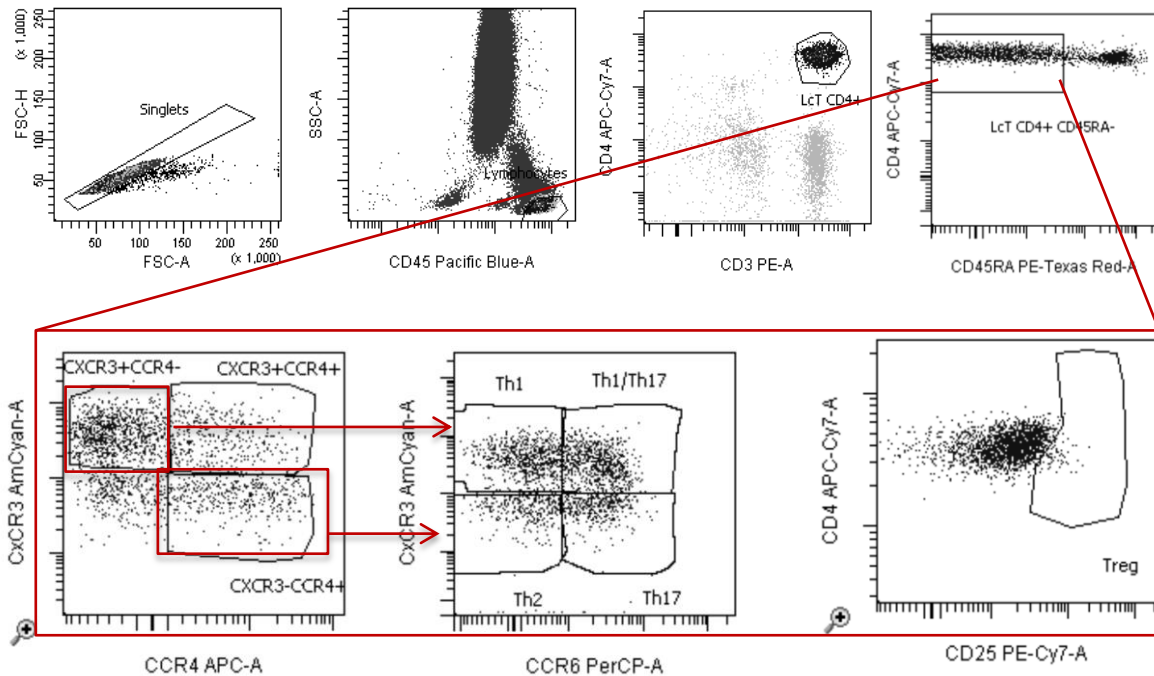 (x 1,000)
FSC-H
250
200
150
100
50
Singlets
50 100 150 200 250
(x 1,000)
FSC-A
SSC-A
Lymphocytes
CD45 Pacific Blue-A
CD4 APC-Cy7-A
LcT CD4+
CD3 PE-A
CD4 APC-Cy7-A
LcT CD4+ CD45RA-
CD45RA PE-Texas Red-A
CxCR3 AmCyan-A
CXCR3+CCR4-
CXCR3+CCR4+
CXCR3-CCR4+
CCR4 APC-A
CxCR3 AmCyan-A
Th1
Th1/Th17
Th2
Th17
CCR6 PerCP-A
CD4 APC-Cy7-A
Treg
CD25 PE-Cy7-A